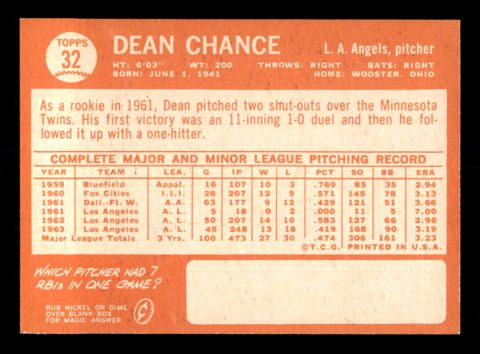 TOPPS
32
DEAN CHANCE
L. A. Angels, pitcher
HT: 6'03" WT: 200 THROWS: RIGHT BATS: RIGHT
BORN: JUNE 1, 1941 HOME: WOOSTER, OHIO
As a rookie in 1961, Dean pitched two shut-outs over the Minnesota
Twins. His first victory was an 11-inning 1-0 duel and then he fol-
lowed it up with a one-hitter.
COMPLETE MAJOR AND MINOR LEAGUE PITCHING RECORD
YEAR TEAM LEA. G IP W L PCT SO BB ERA
1959 Bluefield Appal. 16 107 10 3 .769 85 35 2.94
1960 Fox Cities I.I.I. 28 207 12 9 .571 145 78 3.13
1961 Dall.-Ft. W. A.A. 63 177 9 12 .429 121 51 3.66
1961 Los Angeles A.L. 5 18 0 2 .000 11 5 7.00
1962 Los Angeles A.L. 50 207 14 10 .583 127 66 2.96
1963 Los Angeles A.L. 45 248 13 18 .419 168 90 3.19
Major League Totals 3 Yrs. 100 473 27 30 .474 306 161 3.23
©T.C.G. PRINTED IN U.S.A.
WHICH PITCHER HAD 7
RBIs IN ONE GAME?
RUB NICKEL OR DIME
OVER BLANK BOX
FOR MAGIC ANSWER